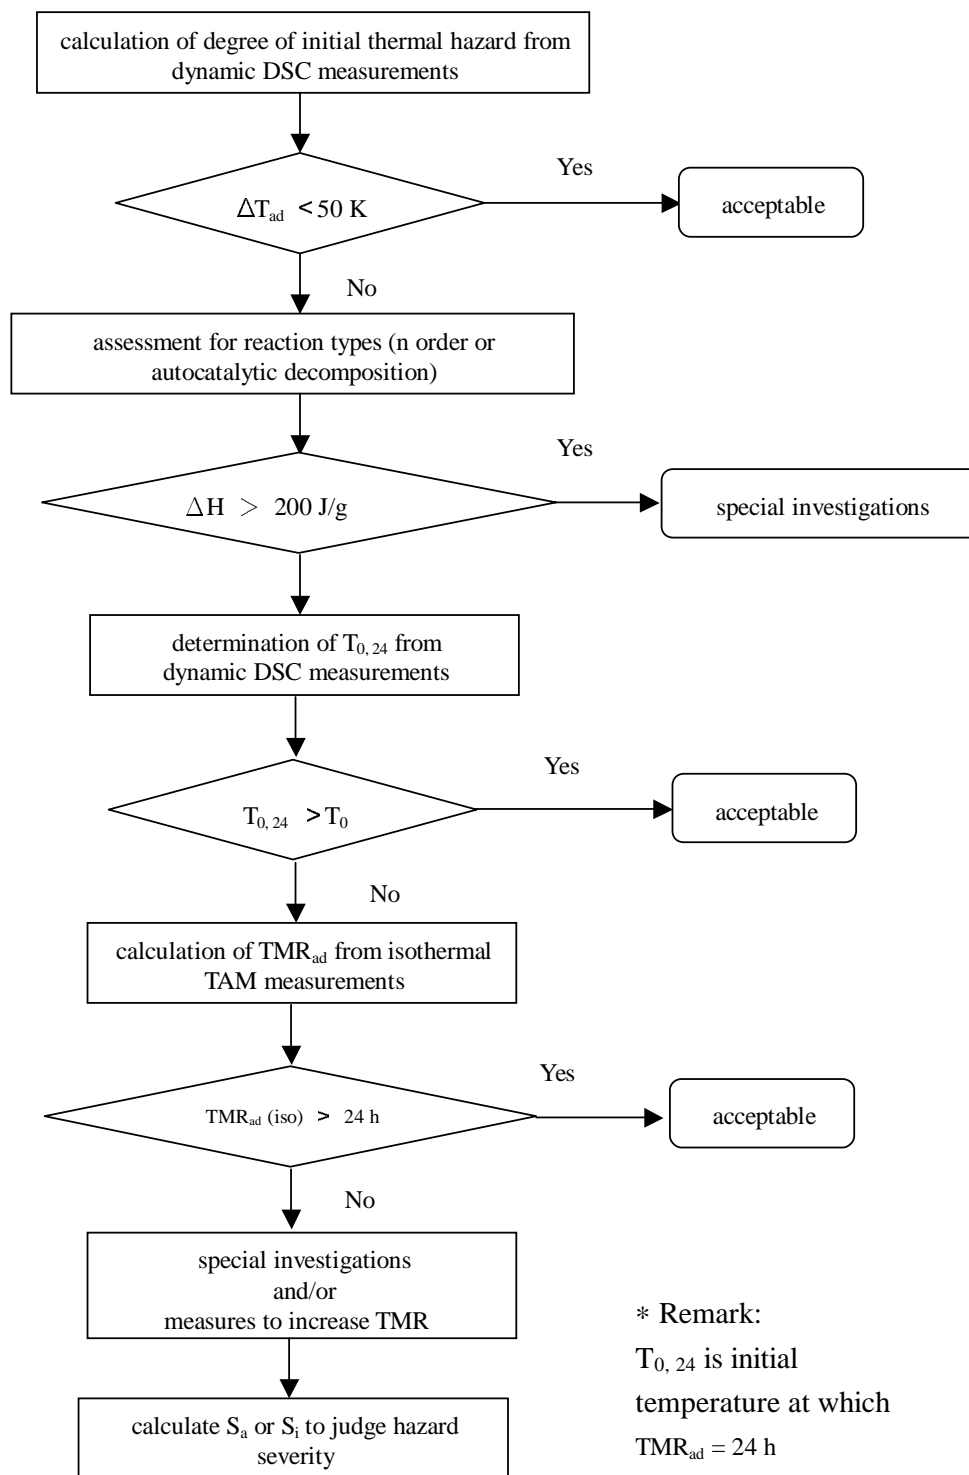 calculation of degree of initial thermal hazard from
dynamic DSC measurements
Yes
ΔTad <50 K
acceptable
No
assessment for reaction types (n order or
autocatalytic decomposition)
Yes
ΔH > 200 J/g
special investigations
determination of T0, 24 from
dynamic DSC measurements
Yes
T0, 24 >T0
acceptable
No
calculation of TMRad from isothermal
TAM measurements
Yes
TMRad (iso) > 24 h
acceptable
No
special investigations
and/or
measures to increase TMR
* Remark:
T0, 24 is initial
temperature at which
TMRad = 24 h
calculate Sa or Si to judge hazard
severity